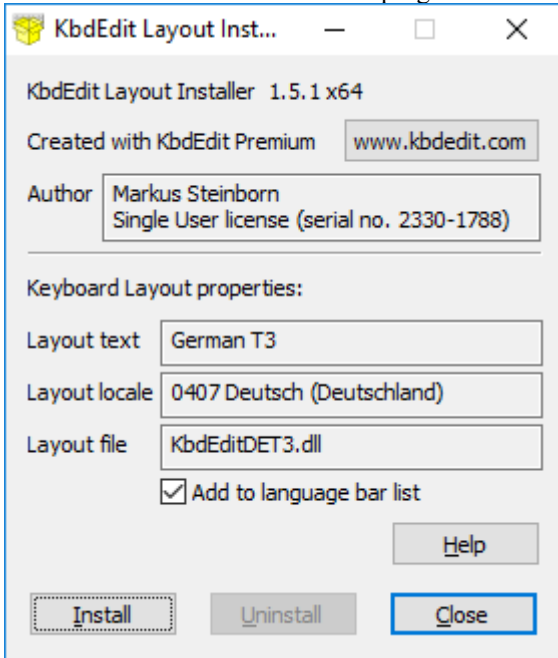 KbdEdit Layout Inst...
KbdEdit Layout Installer 1.5.1 x64
Created with KbdEdit Premium www.kbdedit.com
Author Markus Steinborn
Single User license (serial no. 2330-1788)
Keyboard Layout properties:
Layout text German T3
Layout locale 0407 Deutsch (Deutschland)
Layout file KbdEditDET3.dll
Add to language bar list
Help
Install Uninstall Close